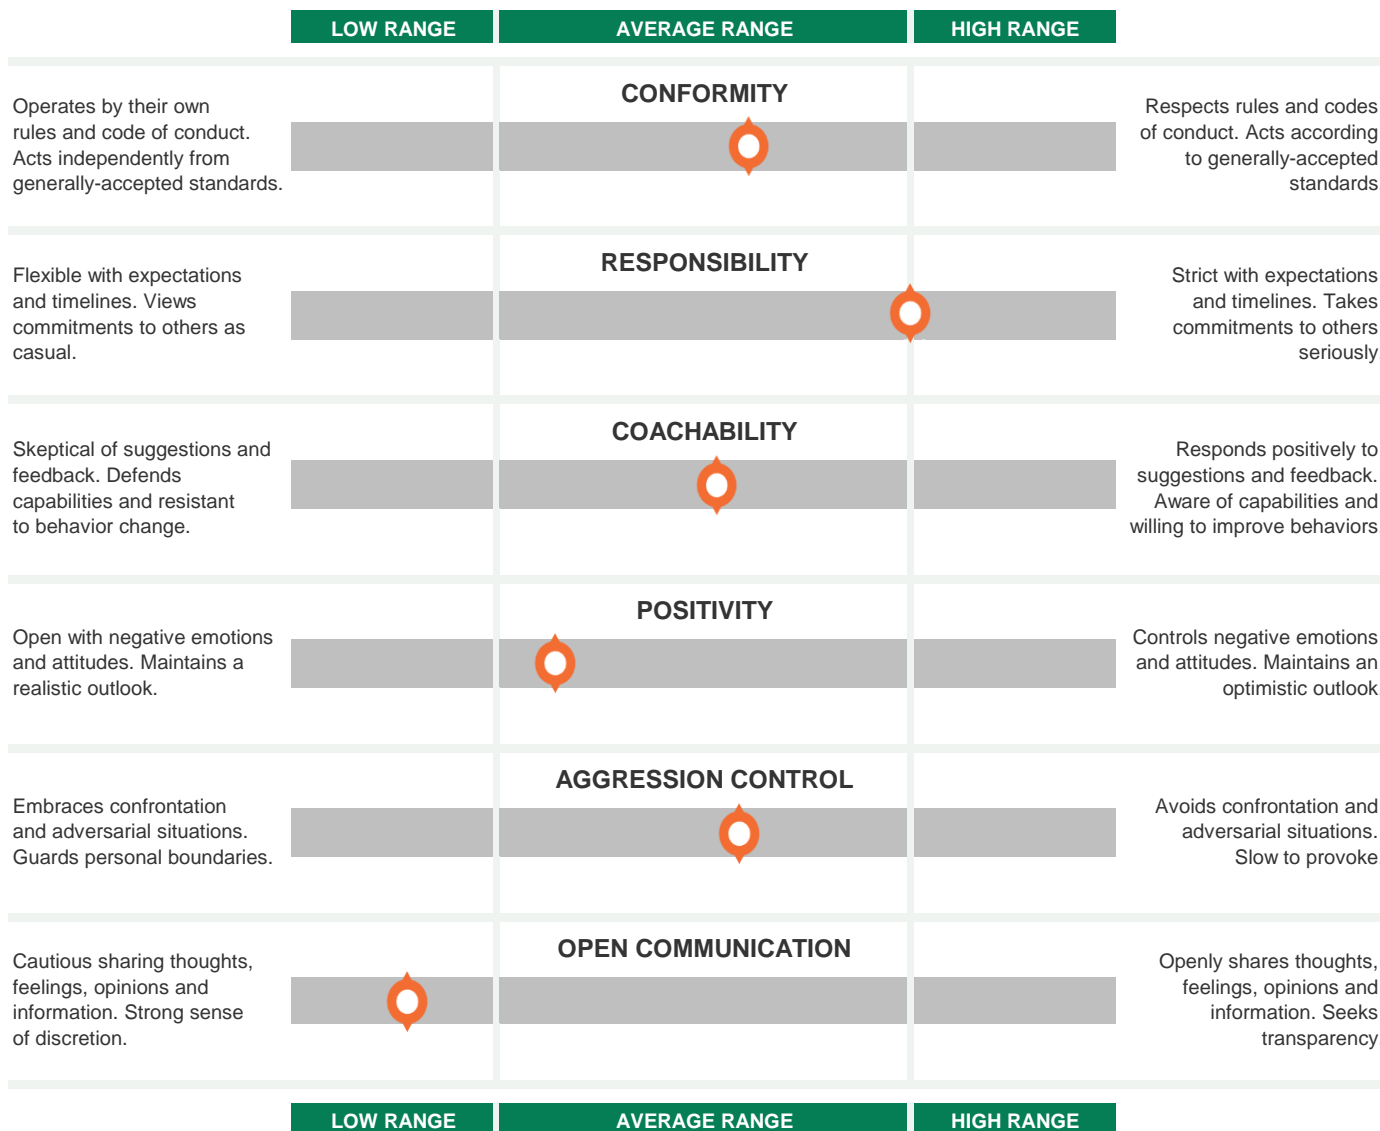 LOW RANGE
AVERAGE RANGE
HIGH RANGE
CONFORMITY
Operates by their own
rules and code of conduct.
Acts independently from
generally-accepted standards.
Respects rules and codes
of conduct. Acts according
to generally-accepted
standards
RESPONSIBILITY
Flexible with expectations
and timelines. Views
commitments to others as
casual.
Strict with expectations
and timelines. Takes
commitments to others
seriously
COACHABILITY
Skeptical of suggestions and
feedback. Defends
capabilities and resistant
to behavior change.
Responds positively to
suggestions and feedback.
Aware of capabilities and
willing to improve behaviors
POSITIVITY
Open with negative emotions
and attitudes. Maintains a
realistic outlook.
Controls negative emotions
and attitudes. Maintains an
optimistic outlook
AGGRESSION CONTROL
Embraces confrontation
and adversarial situations.
Guards personal boundaries.
Avoids confrontation and
adversarial situations.
Slow to provoke
OPEN COMMUNICATION
Cautious sharing thoughts,
feelings, opinions and
information. Strong sense
of discretion.
Openly shares thoughts,
feelings, opinions and
information. Seeks
transparency
LOW RANGE
AVERAGE RANGE
HIGH RANGE